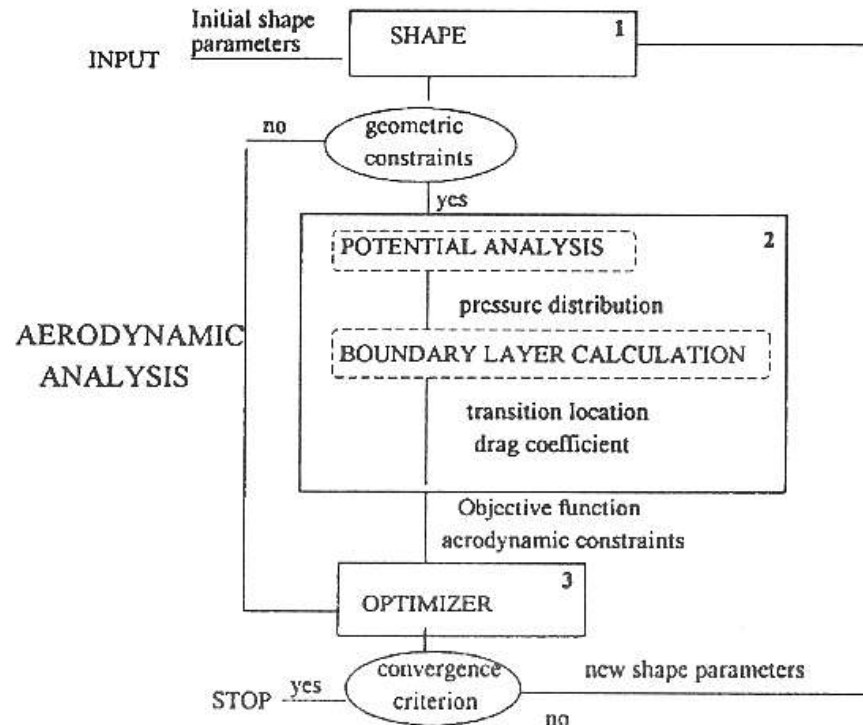 Initial shape
parameters
INPUT
SHAPE
1
no
geometric
constraints
yes
2
POTENTIAL ANALYSIS
pressure distribution
AERODYNAMIC
ANALYSIS
BOUNDARY LAYER CALCULATION
transition location
drag coefficient
Objective function
aerodynamic constraints
3
OPTIMIZER
convergence
criterion
new shape parameters
yes
STOP
no